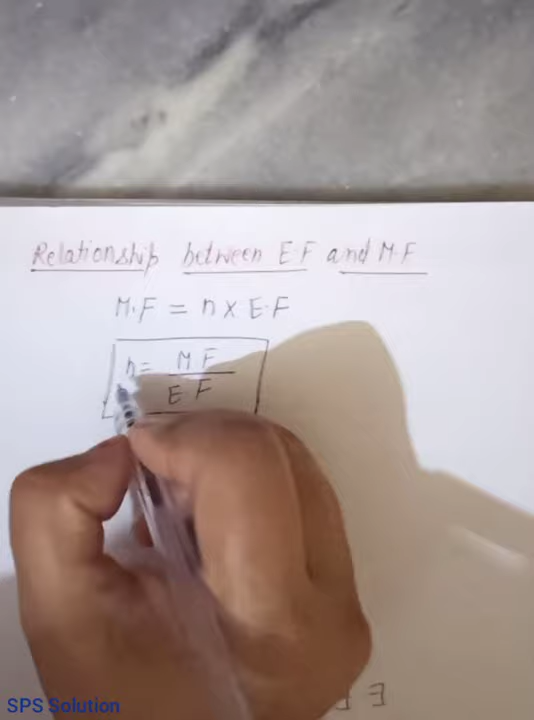 Relationship between E F and M.F
M.F = n x E.F
n = M F
E F
SPS Solution